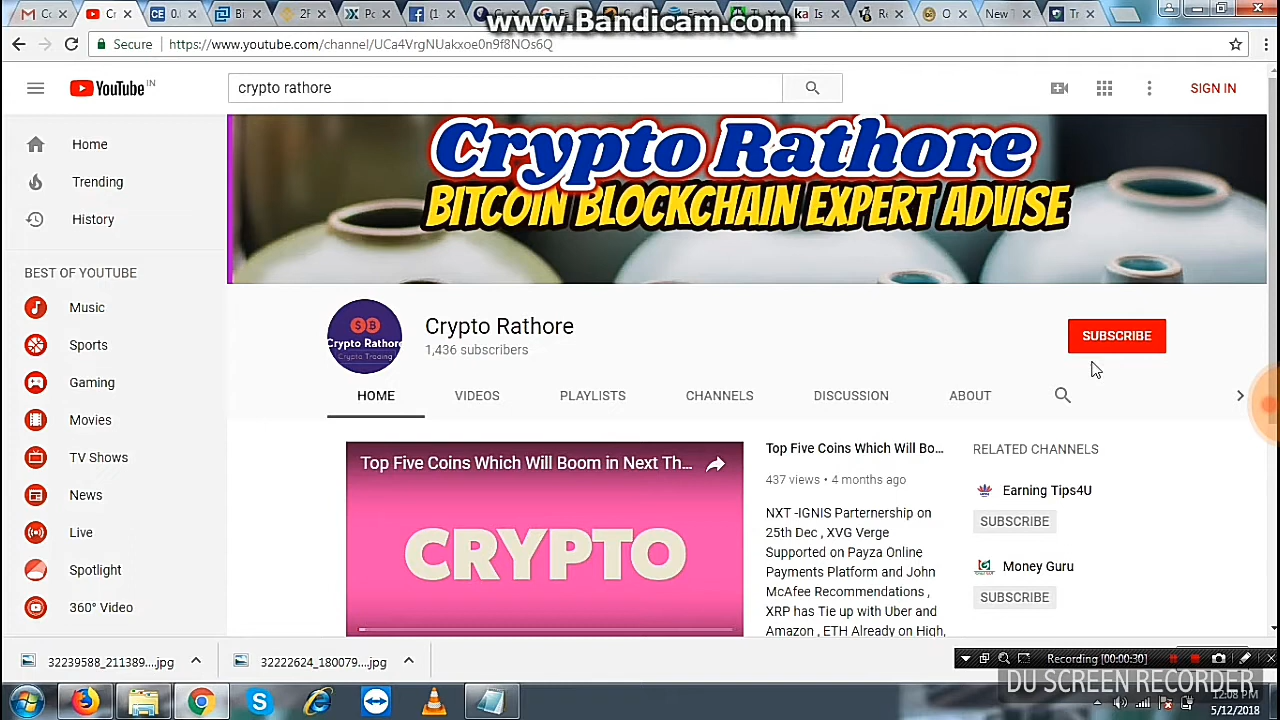 www.Bandicam.com
Secure
https://www.youtube.com/channel/UCa4VrgNUakxoe0n9f8NOs6Q
YouTube IN
crypto rathore
SIGN IN
Home
Trending
History
BEST OF YOUTUBE
Music
Sports
Gaming
Movies
TV Shows
News
Live
Spotlight
360° Video
Crypto Rathore
BITCOIN BLOCKCHAIN EXPERT ADVISE
Crypto Rathore
Crypto Trading
Crypto Rathore
1,436 subscribers
SUBSCRIBE
HOME
VIDEOS
PLAYLISTS
CHANNELS
DISCUSSION
ABOUT
Top Five Coins Which Will Boom in Next Th...
CRYPTO
Top Five Coins Which Will Bo...
437 views • 4 months ago
NXT -IGNIS Parternership on
25th Dec , XVG Verge
Supported on Payza Online
Payments Platform and John
McAfee Recommendations ,
XRP has Tie up with Uber and
Amazon , ETH Already on High,
RELATED CHANNELS
Earning Tips4U
SUBSCRIBE
Money Guru
SUBSCRIBE
32239588_211389....jpg
32222624_180079....jpg
Recording [00:00:30]
DU SCREEN RECORDER
12:08 PM
5/12/2018